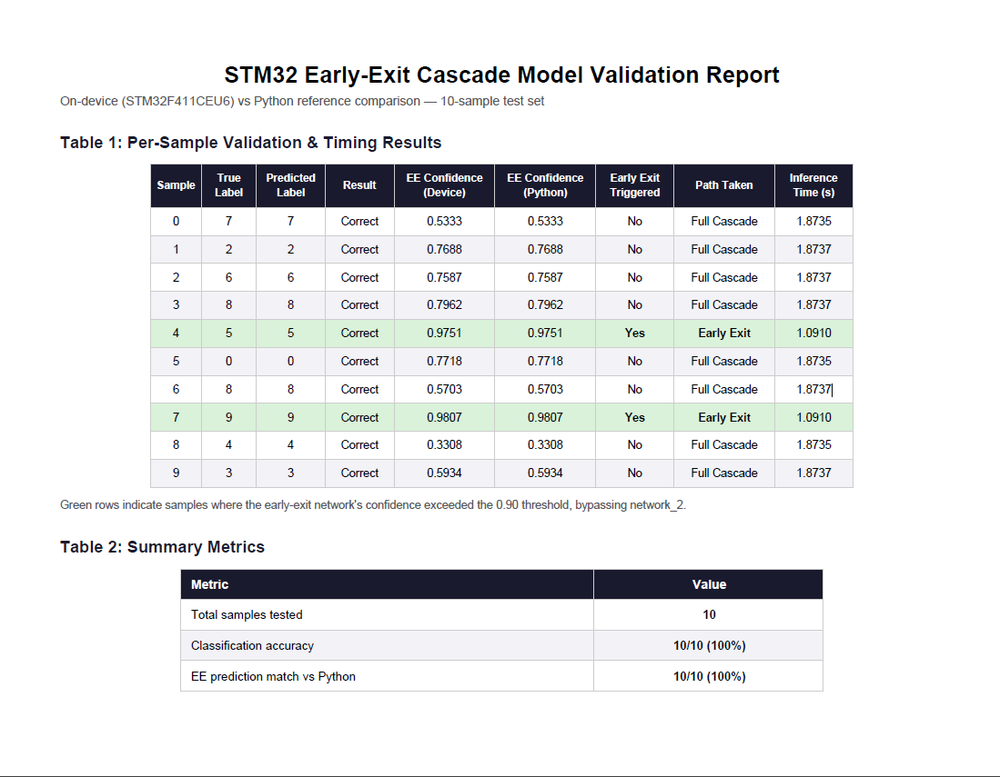 STM32 Early-Exit Cascade Model Validation Report
On-device (STM32F411CEU6) vs Python reference comparison — 10-sample test set
Table 1: Per-Sample Validation & Timing Results
Sample True Label Predicted Label Result EE Confidence (Device) EE Confidence (Python) Early Exit Triggered Path Taken Inference Time (s)
0 7 7 Correct 0.5333 0.5333 No Full Cascade 1.8735
1 2 2 Correct 0.7688 0.7688 No Full Cascade 1.8737
2 6 6 Correct 0.7587 0.7587 No Full Cascade 1.8737
3 8 8 Correct 0.7962 0.7962 No Full Cascade 1.8737
4 5 5 Correct 0.9751 0.9751 Yes Early Exit 1.0910
5 0 0 Correct 0.7718 0.7718 No Full Cascade 1.8735
6 8 8 Correct 0.5703 0.5703 No Full Cascade 1.8737
7 9 9 Correct 0.9807 0.9807 Yes Early Exit 1.0910
8 4 4 Correct 0.3308 0.3308 No Full Cascade 1.8735
9 3 3 Correct 0.5934 0.5934 No Full Cascade 1.8737
Green rows indicate samples where the early-exit network's confidence exceeded the 0.90 threshold, bypassing network_2.
Table 2: Summary Metrics
Metric Value
Total samples tested 10
Classification accuracy 10/10 (100%)
EE prediction match vs Python 10/10 (100%)